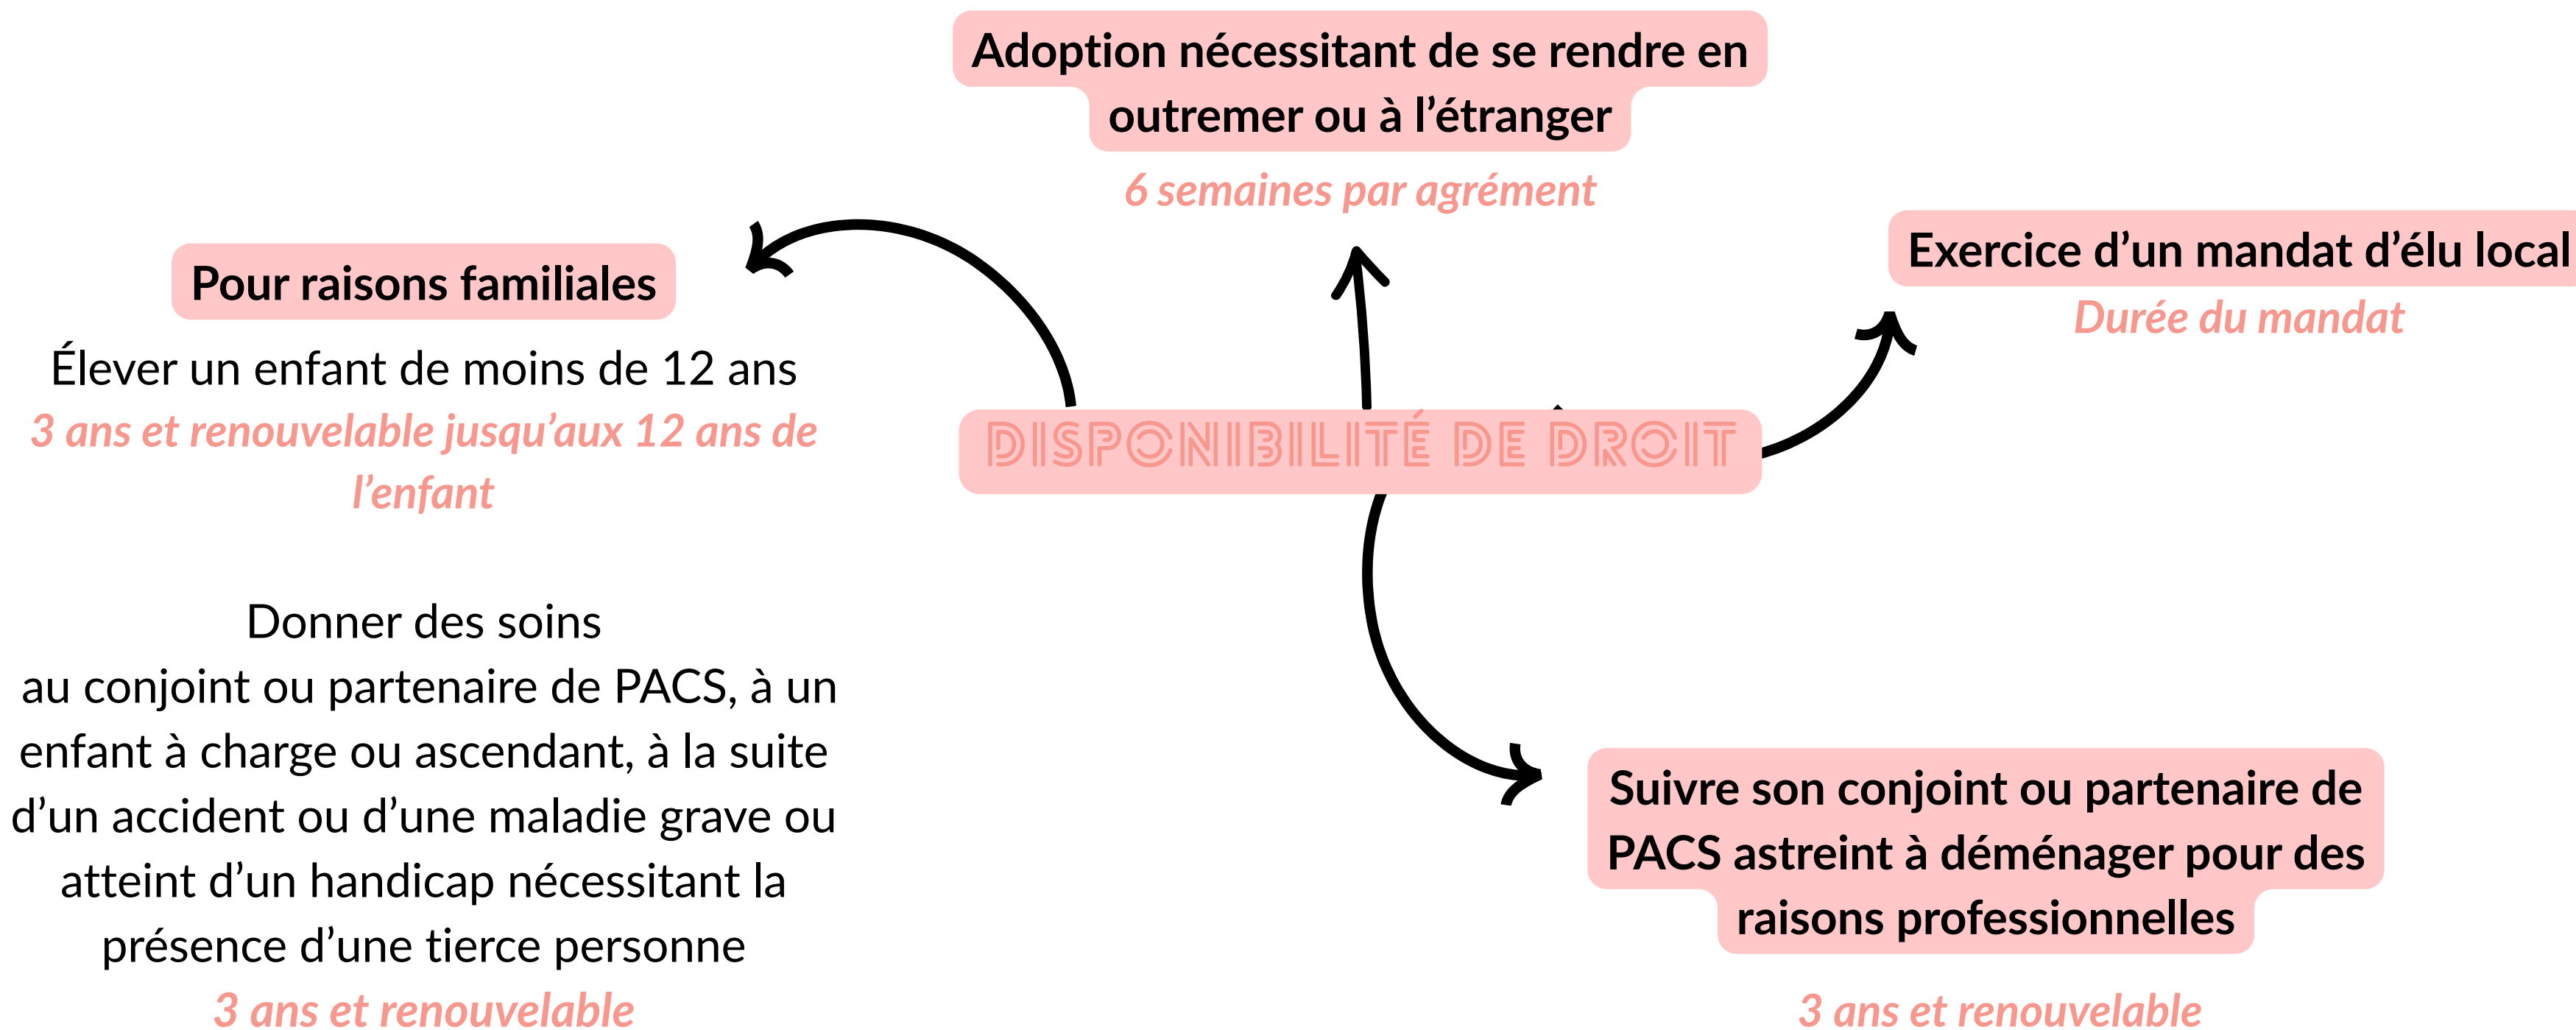 Adoption nécessitant de se rendre en
outremer ou à l’étranger
6 semaines par agrément
Exercice d’un mandat d’élu local
Durée du mandat
Pour raisons familiales
Élever un enfant de moins de 12 ans
3 ans et renouvelable jusqu’aux 12 ans de
l’enfant
DISPONIBILITÉ DE DROIT
Donner des soins
au conjoint ou partenaire de PACS, à un
enfant à charge ou ascendant, à la suite
d’un accident ou d’une maladie grave ou
atteint d’un handicap nécessitant la
présence d’une tierce personne
3 ans et renouvelable
Suivre son conjoint ou partenaire de
PACS astreint à déménager pour des
raisons professionnelles
3 ans et renouvelable